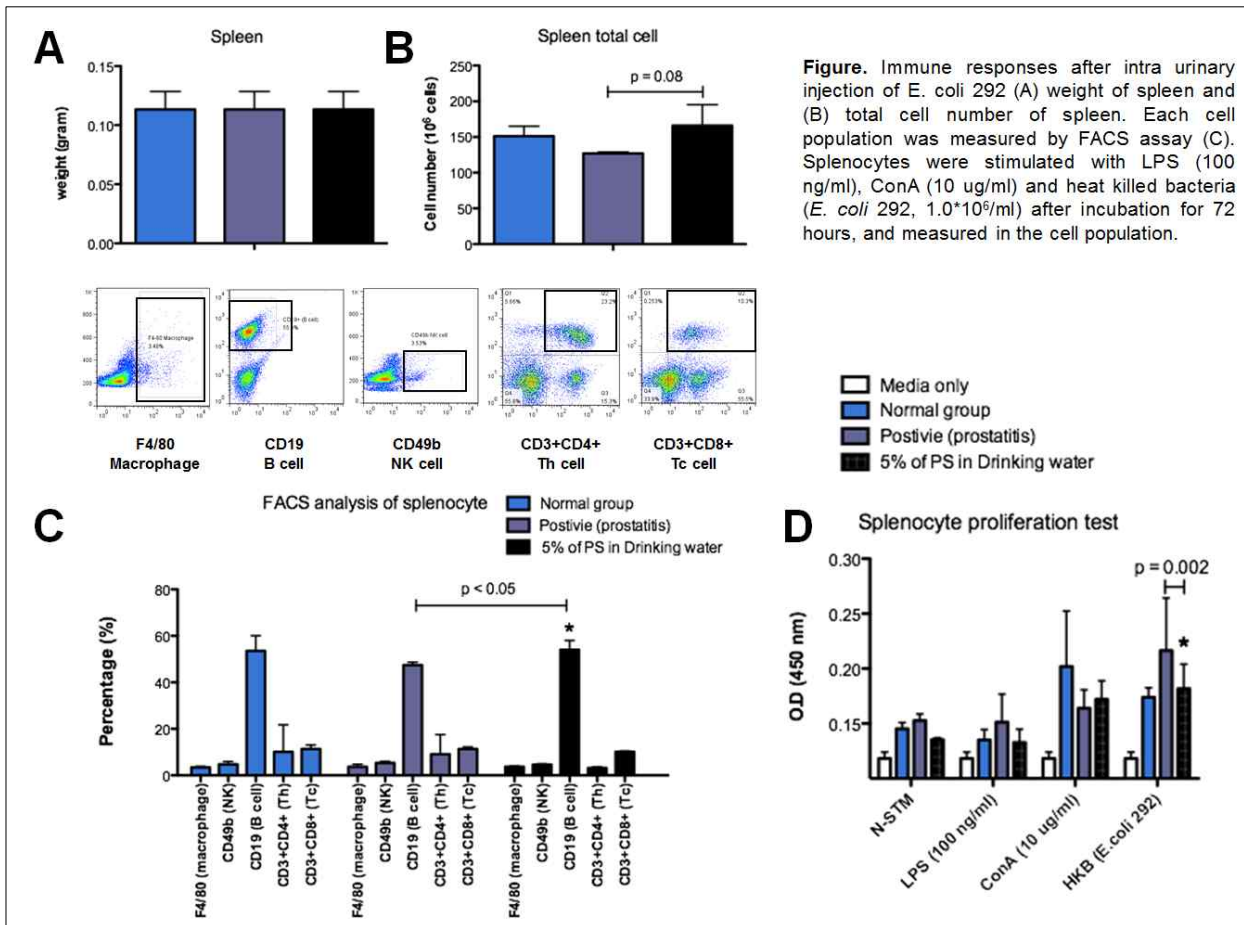 A
Spleen
weight (gram)
0.15
0.10
0.05
0.00
B
Spleen total cell
p = 0.08
Cell number (10⁶ cells)
250
200
150
100
50
0
Figure. Immune responses after intra urinary
injection of E. coli 292 (A) weight of spleen and
(B) total cell number of spleen. Each cell
population was measured by FACS assay (C).
Splenocytes were stimulated with LPS (100
ng/ml), ConA (10 ug/ml) and heat killed bacteria
(E. coli 292, 1.0*10⁶/ml) after incubation for 72
hours, and measured in the cell population.
F4/80
Macrophage
CD19
B cell
CD49b
NK cell
CD3+CD4+
Th cell
CD3+CD8+
Tc cell
Media only
Normal group
Postivie (prostatitis)
5% of PS in Drinking water
C
FACS analysis of splenocyte
Normal group
Postivie (prostatitis)
5% of PS in Drinking water
p < 0.05
*
Percentage (%)
80
60
40
20
0
F4/80 (macrophage)
CD49b (NK)
CD19 (B cell)
CD3+CD4+ (Th)
CD3+CD8+ (Tc)
F4/80 (macrophage)
CD49b (NK)
CD19 (B cell)
CD3+CD4+ (Th)
CD3+CD8+ (Tc)
F4/80 (macrophage)
CD49b (NK)
CD19 (B cell)
CD3+CD4+ (Th)
CD3+CD8+ (Tc)
D
Splenocyte proliferation test
p = 0.002
*
O.D (450 nm)
0.30
0.25
0.20
0.15
N-STM
LPS (100 ng/ml)
ConA (10 ug/ml)
HKB (E.coli 292)